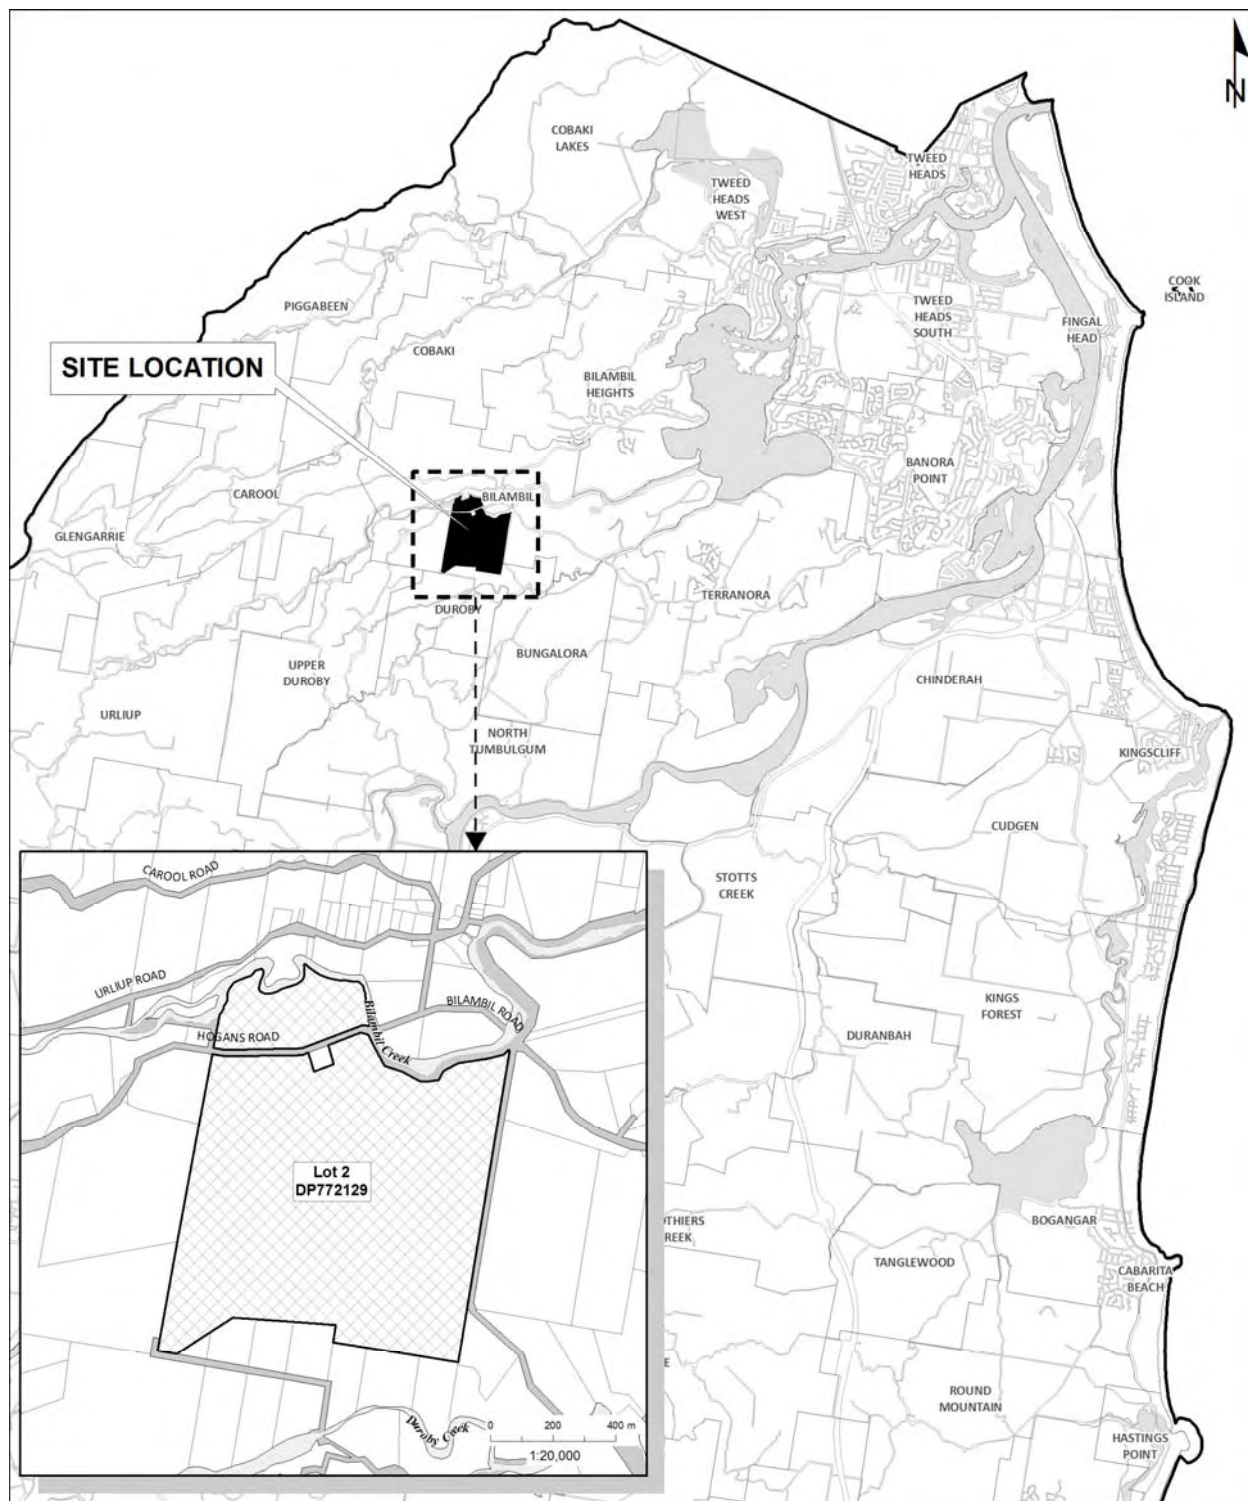 N
COBAKI
LAKES
TWEED
HEADS
TWEED
HEADS
WEST
COOK
ISLAND
PIGGABEEN
TWEED
HEADS
SOUTH
FINGAL
HEAD
COBAKI
SITE LOCATION
BILAMBIL
HEIGHTS
BANORA
POINT
CAROOL
BILAMBIL
GLENGARRIE
TERRANORA
DUROBY
BUNGALORA
UPPER
DUROBY
CHINDERAH
URLIUP
NORTH
TUMBULGUM
KINGSCLIFF
CUDGEN
STOTTS
CREEK
KINGS
FOREST
DURANBAH
OTHIERS
REEK
BOGANGAR
TANGLEWOOD
CABARITA
BEACH
E
ROUND
MOUNTAIN
HASTINGS
POINT
CAROOL ROAD
URLIUP ROAD
BILAMBIL ROAD
HOGANS ROAD
Bilambil Creek
Lot 2
DP772129
Duroby Creek
0 200 400 m
1:20,000